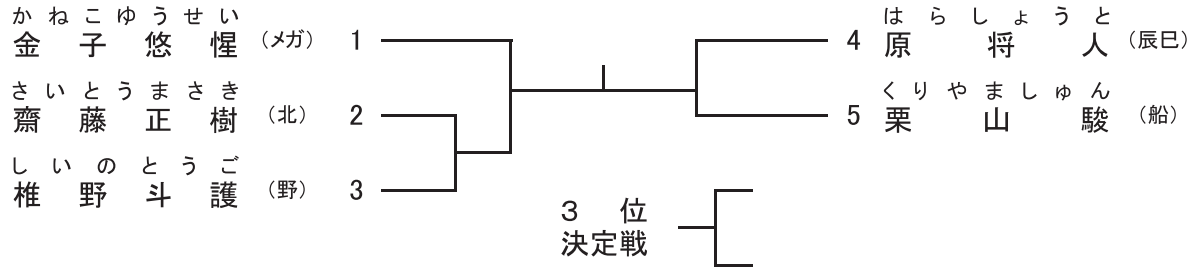 かねこゆうせい
金子悠惺 (メガ) 1
さいとうまさき
齋藤正樹 (北) 2
しいのとうご
椎野斗護 (野) 3
はらしょうと
4 原将人 (辰巳)
くりやましゅん
5 栗山駿 (船)
３位
決定戦